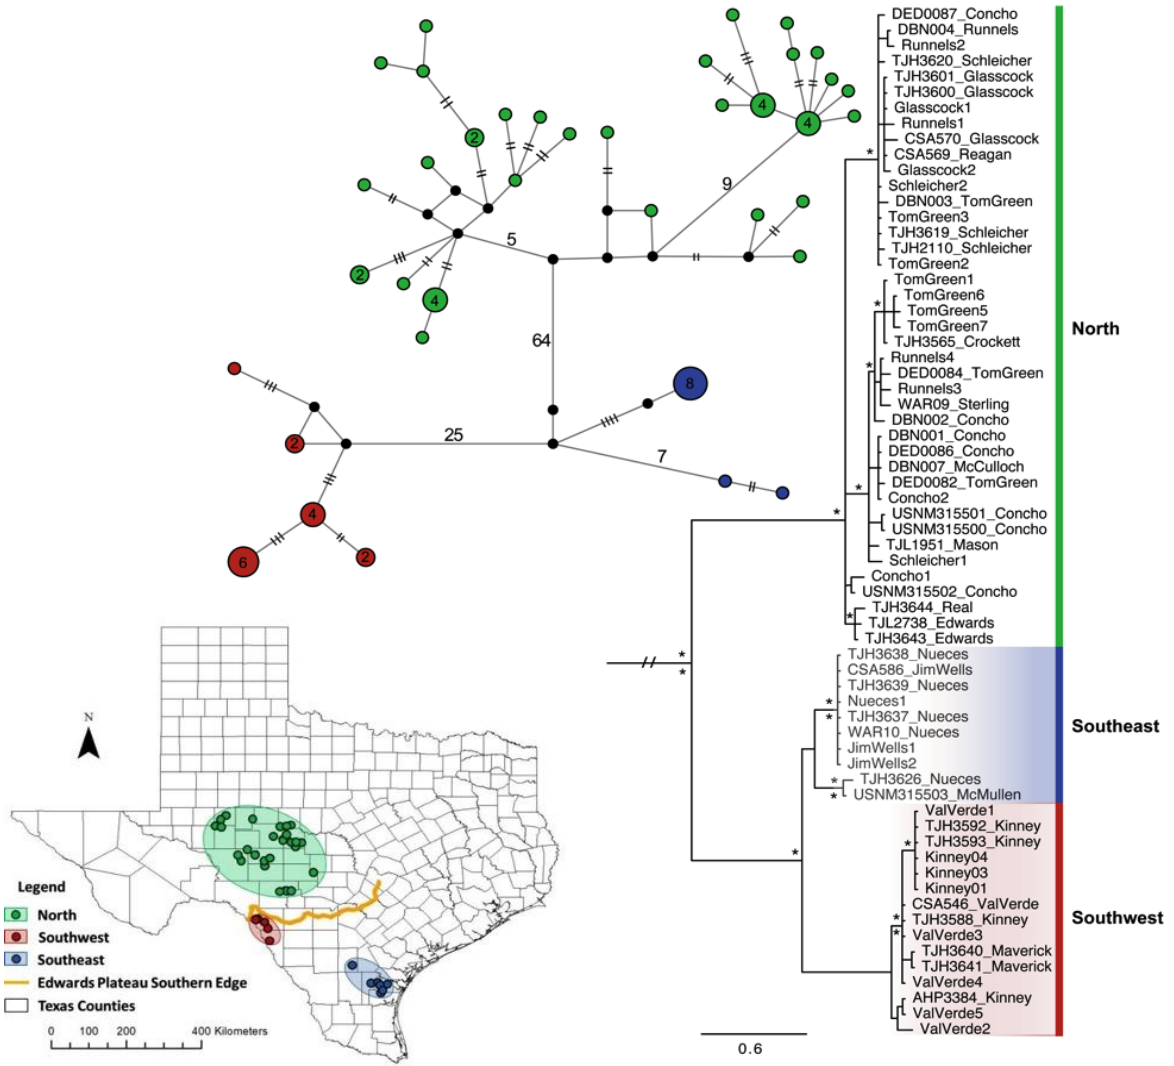 9
4
4
2
5
2
4
64
8
2
25
7
4
6
2
N
Legend
North
Southwest
Southeast
Edwards Plateau Southern Edge
Texas Counties
0 100 200 400 Kilometers
DED0087_Concho
DBN004_Runnels
Runnels2
TJH3620_Schleicher
TJH3601_Glasscock
TJH3600_Glasscock
Glasscock1
Runnels1
CSA570_Glasscock
CSA569_Reagan
Glasscock2
Schleicher2
DBN003_TomGreen
TomGreen3
TJH3619_Schleicher
TJH2110_Schleicher
TomGreen2
TomGreen1
TomGreen6
TomGreen5
TomGreen7
TJH3565_Crockett
Runnels4
DED0084_TomGreen
Runnels3
WAR09_Sterling
DBN002_Concho
DBN001_Concho
DED0086_Concho
DBN007_McCulloch
DED0082_TomGreen
Concho2
USNM315501_Concho
USNM315500_Concho
TJL1951_Mason
Schleicher1
Concho1
USNM315502_Concho
TJH3644_Real
TJL2738_Edwards
TJH3643_Edwards
North
TJH3638_Nueces
CSA586_JimWells
TJH3639_Nueces
Nueces1
TJH3637_Nueces
WAR10_Nueces
JimWells1
JimWells2
TJH3626_Nueces
USNM315503_McMullen
Southeast
ValVerde1
TJH3592_Kinney
TJH3593_Kinney
Kinney04
Kinney03
Kinney01
CSA546_ValVerde
TJH3588_Kinney
ValVerde3
TJH3640_Maverick
TJH3641_Maverick
ValVerde4
AHP3384_Kinney
ValVerde5
ValVerde2
Southwest
0.6